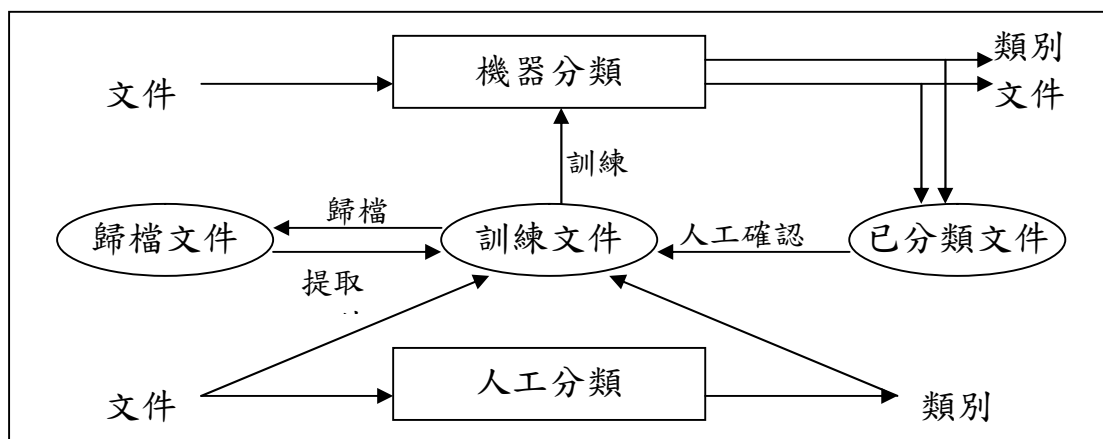 機器分類
類別
文件
文件
訓練
歸檔
歸檔文件
訓練文件
人工確認
已分類文件
提取
人工分類
文件
類別